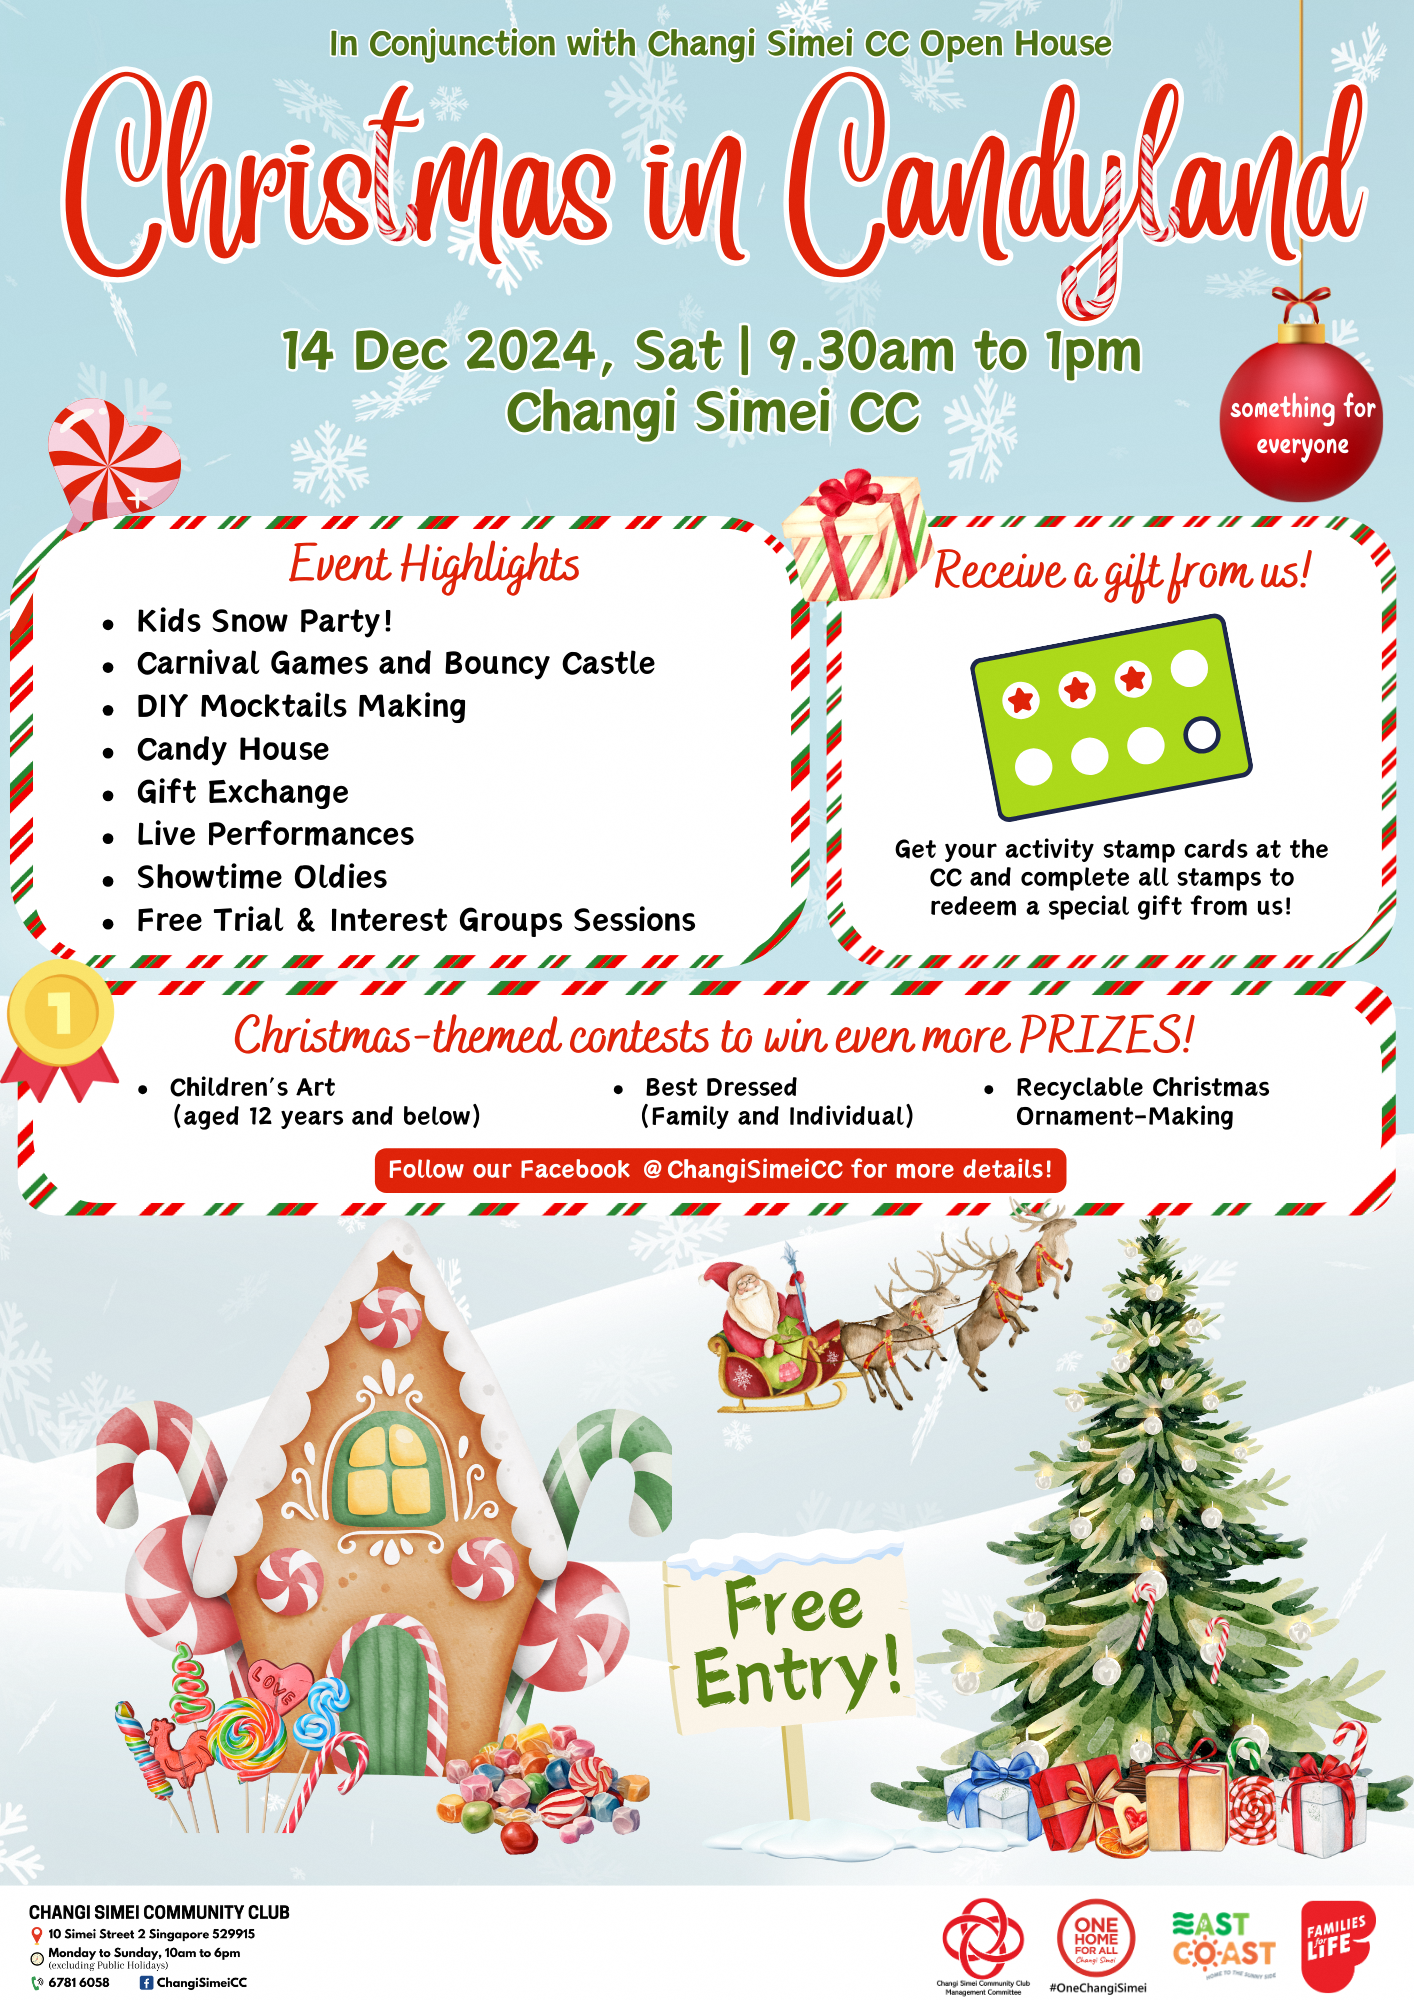 In Conjunction with Changi Simei CC Open House
Christmas in Candyland
14 Dec 2024, Sat | 9.30am to 1pm
Changi Simei CC
something for
everyone
Event Highlights
• Kids Snow Party!
• Carnival Games and Bouncy Castle
• DIY Mocktails Making
• Candy House
• Gift Exchange
• Live Performances
• Showtime Oldies
• Free Trial & Interest Groups Sessions
Receive a gift from us!
Get your activity stamp cards at the
CC and complete all stamps to
redeem a special gift from us!
1
Christmas-themed contests to win even more PRIZES!
• Children's Art
(aged 12 years and below)
• Best Dressed
(Family and Individual)
• Recyclable Christmas
Ornament-Making
Follow our Facebook @ChangiSimeiCC for more details!
LOVE
Free
Entry!
CHANGI SIMEI COMMUNITY CLUB
10 Simei Street 2 Singapore 529915
Monday to Sunday, 10am to 6pm
(excluding Public Holidays)
6781 6058
ChangiSimeiCC
Changi Simei Community Club
Management Committee
ONE
HOME
FOR ALL
Changi Simei
#OneChangiSimei
EAST
COAST
HOME TO THE SUNNY SIDE
FAMILIES
for
LiFE